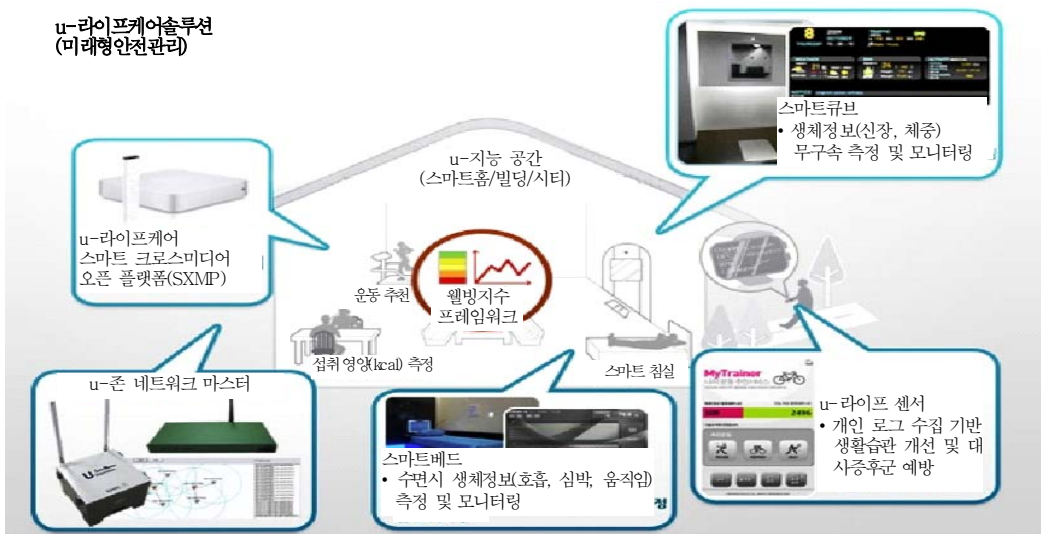 u-라이프케어솔루션
(미래형안전관리)
스마트큐브
• 생체정보(신장, 체중)
무구속 측정 및 모니터링
u-지능 공간
(스마트홈/빌딩/시티)
u-라이프케어
스마트 크로스미디어
오픈 플랫폼(SXMP)
운동 추천
웰빙지수
프레임워크
섭취영양(kcal) 측정
스마트 침실
u-존 네트워크 마스터
스마트베드
• 수면시 생체정보(호흡, 심박, 움직임)
측정 및 모니터링
정
MyTrainer
2496
u-라이프 센서
• 개인 로그 수집 기반
생활습관 개선 및 대
사증후군 예방